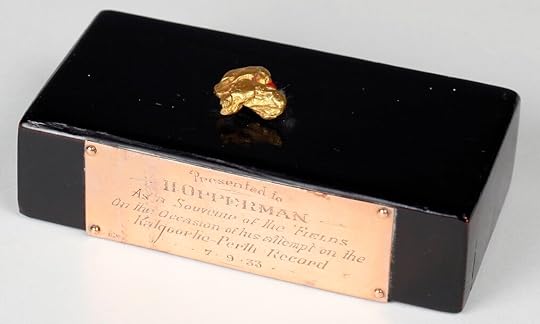 Presented to
H OPPERMAN
As a Souvenir of the FIELDS
On the Occasion of his attempt on the
Kalgoorlie-Perth Record
7.9.33